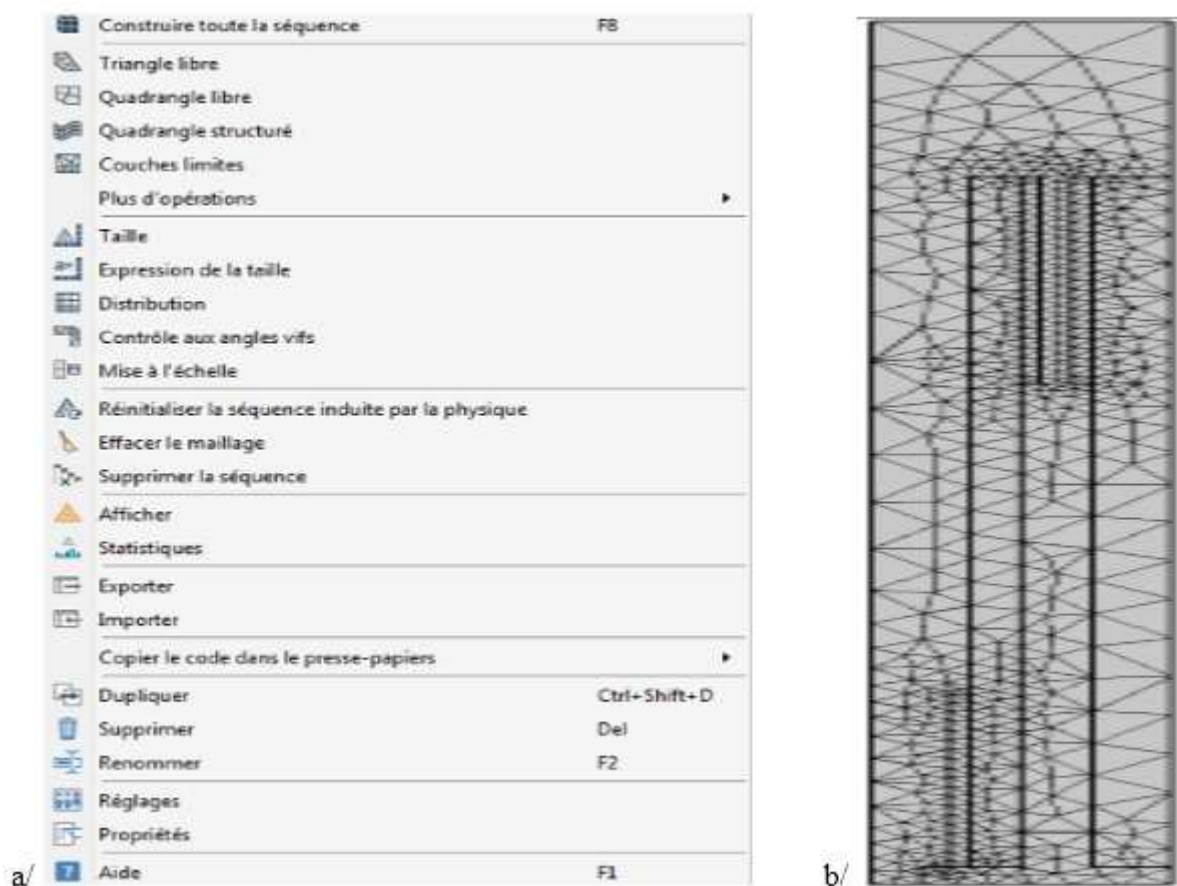 Construire toute la séquence F8
Triangle libre
Quadrangle libre
Quadrangle structuré
Couches limites
Plus d'opérations
Taille
Expression de la taille
Distribution
Contrôle aux angles vifs
Mise à l'échelle
Réinitialiser la séquence induite par la physique
Effacer le maillage
Supprimer la séquence
Afficher
Statistiques
Exporter
Importer
Copier le code dans le presse-papiers
Dupliquer Ctrl+Shift+D
Supprimer Del
Renommer F2
Réglages
Propriétés
a/ Aide F1 b/